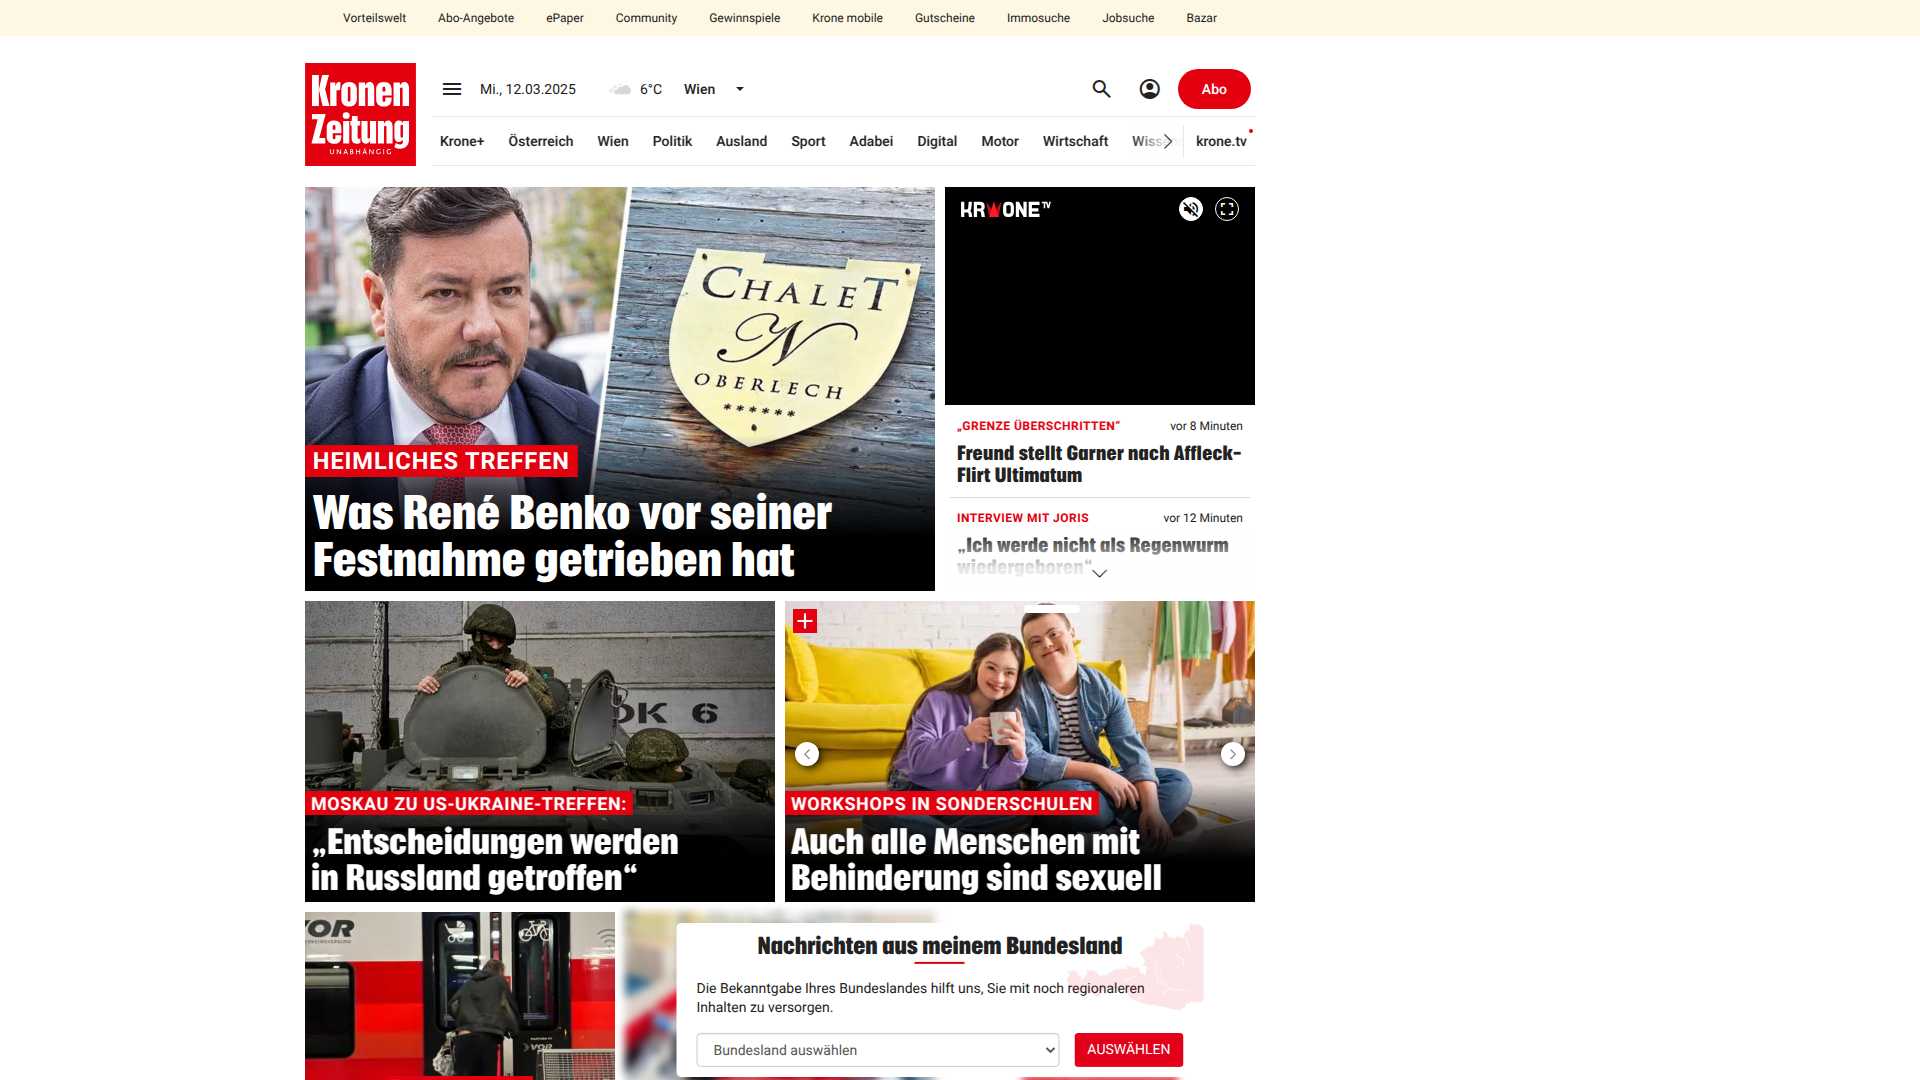 Vorteilswelt Abo-Angebote ePaper Community Gewinnspiele Krone mobile Gutscheine Immosuche Jobsuche Bazar
Kronen
Zeitung
UNABHÄNGIG
Mi., 12.03.2025 6°C Wien
Abo
Krone+ Österreich Wien Politik Ausland Sport Adabei Digital Motor Wirtschaft krone.tv
CHALET
N
OBERLECH
******
HEIMLICHES TREFFEN
Was René Benko vor seiner
Festnahme getrieben hat
KRONE TV
„GRENZE ÜBERSCHRITTEN“ vor 8 Minuten
Freund stellt Garner nach Affleck-
Flirt Ultimatum
INTERVIEW MIT JORIS vor 12 Minuten
„Ich werde nicht als Regenwurm
wiedergeboren“
OK 6
MOSKAU ZU US-UKRAINE-TREFFEN:
„Entscheidungen werden
in Russland getroffen“
WORKSHOPS IN SONDERSCHULEN
Auch alle Menschen mit
Behinderung sind sexuell
VOR
VOR
Nachrichten aus meinem Bundesland
Die Bekanntgabe Ihres Bundeslandes hilft uns, Sie mit noch regionaleren
Inhalten zu versorgen.
Bundesland auswählen
AUSWÄHLEN